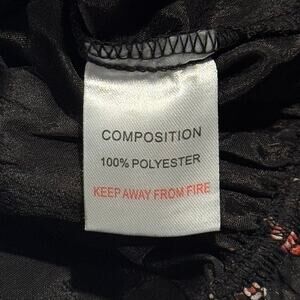 COMPOSITION
100% POLYESTER
KEEP AWAY FROM FIRE